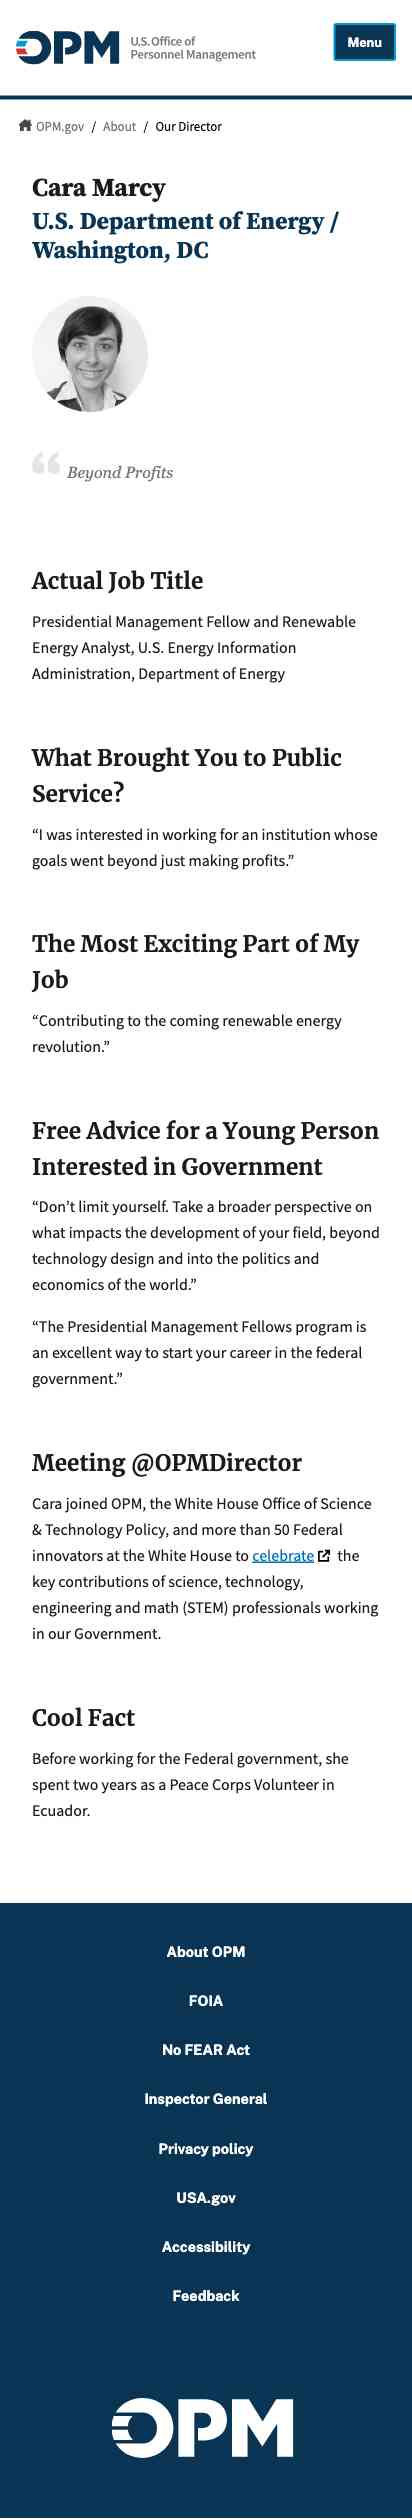 OPM U.S. Office of
Personnel Management
Menu
OPM.gov / About / Our Director
Cara Marcy
U.S. Department of Energy /
Washington, DC
“ Beyond Profits
Actual Job Title
Presidential Management Fellow and Renewable
Energy Analyst, U.S. Energy Information
Administration, Department of Energy
What Brought You to Public
Service?
“I was interested in working for an institution whose
goals went beyond just making profits.”
The Most Exciting Part of My
Job
“Contributing to the coming renewable energy
revolution.”
Free Advice for a Young Person
Interested in Government
“Don’t limit yourself. Take a broader perspective on
what impacts the development of your field, beyond
technology design and into the politics and
economics of the world.”
“The Presidential Management Fellows program is
an excellent way to start your career in the federal
government.”
Meeting @OPMDirector
Cara joined OPM, the White House Office of Science
& Technology Policy, and more than 50 Federal
innovators at the White House to celebrate the
key contributions of science, technology,
engineering and math (STEM) professionals working
in our Government.
Cool Fact
Before working for the Federal government, she
spent two years as a Peace Corps Volunteer in
Ecuador.
About OPM
FOIA
No FEAR Act
Inspector General
Privacy policy
USA.gov
Accessibility
Feedback
OPM